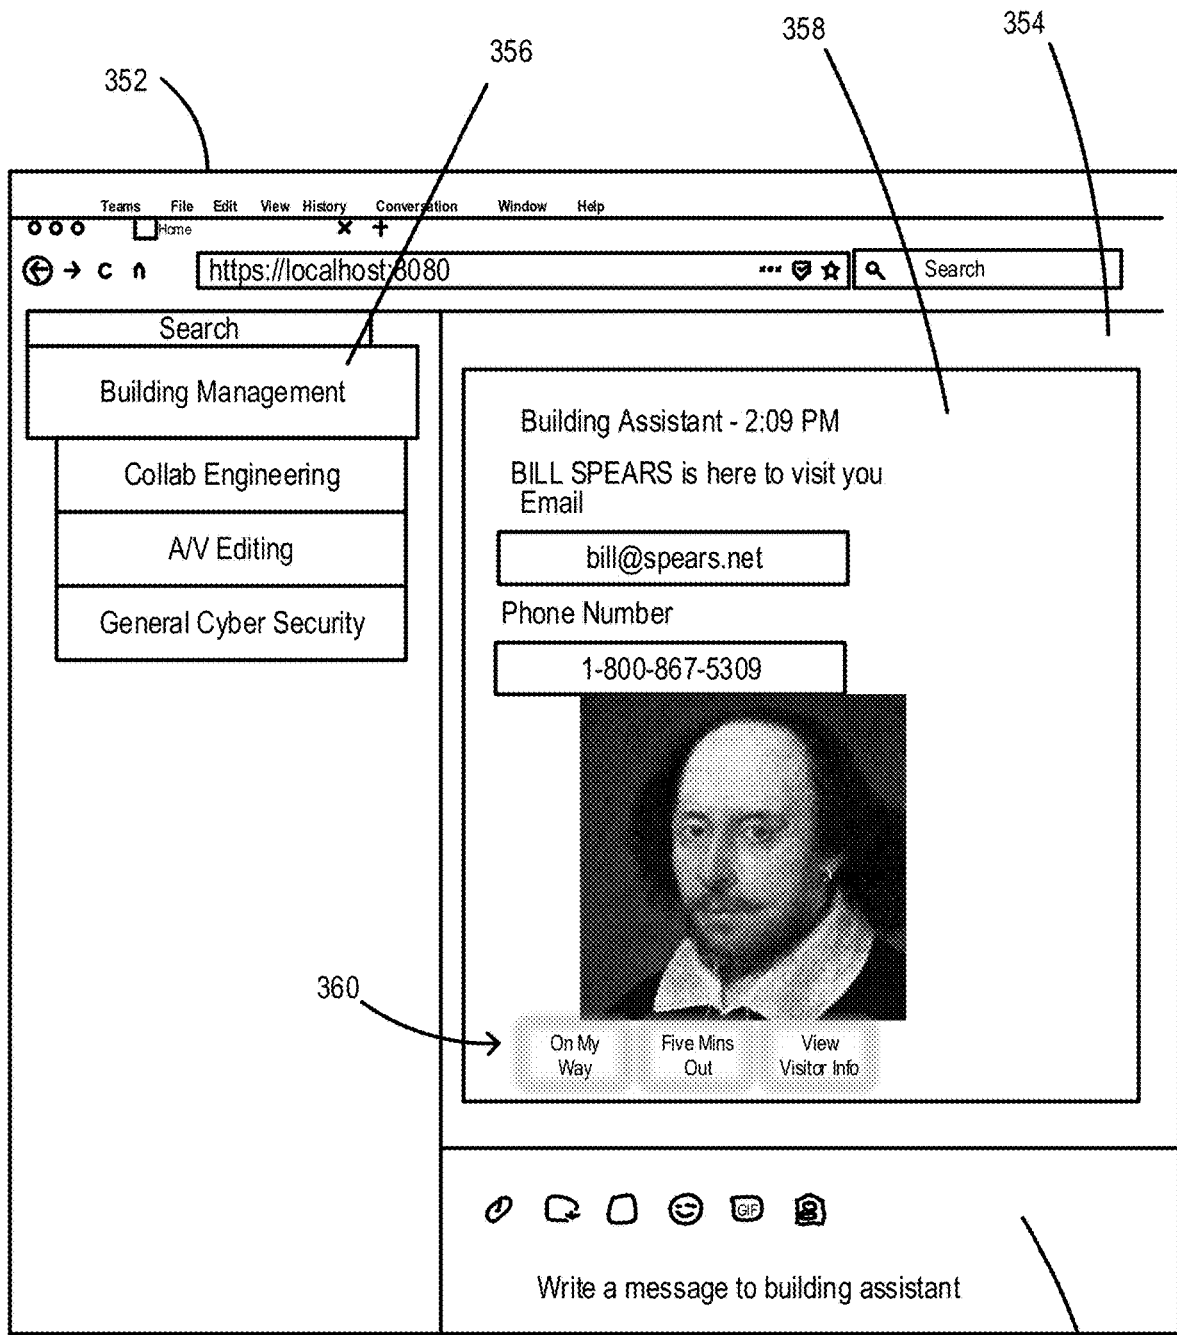 358
354
356
352
Teams File Edit View History Conversation Window Help
Home
https://localhost:8080
Search
Search
Building Management
Collab Engineering
A/V Editing
General Cyber Security
Building Assistant - 2:09 PM
BILL SPEARS is here to visit you
Email
bill@spears.net
Phone Number
1-800-867-5309
360
On My
Way
Five Mins
Out
View
Visitor Info
GIF
Write a message to building assistant